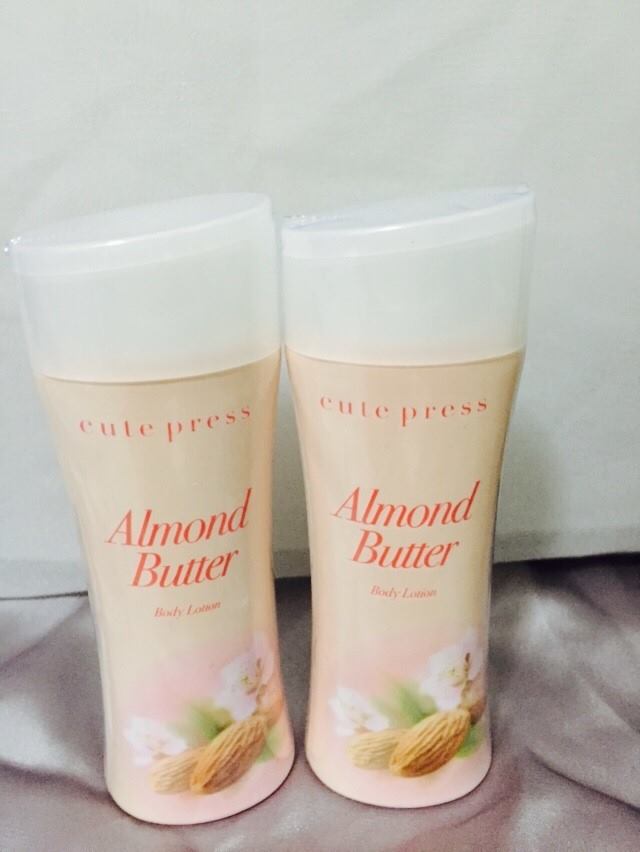 cute press
Almond
Butter
Body Lotion
cute press
Almond
Butter
Body Lotion